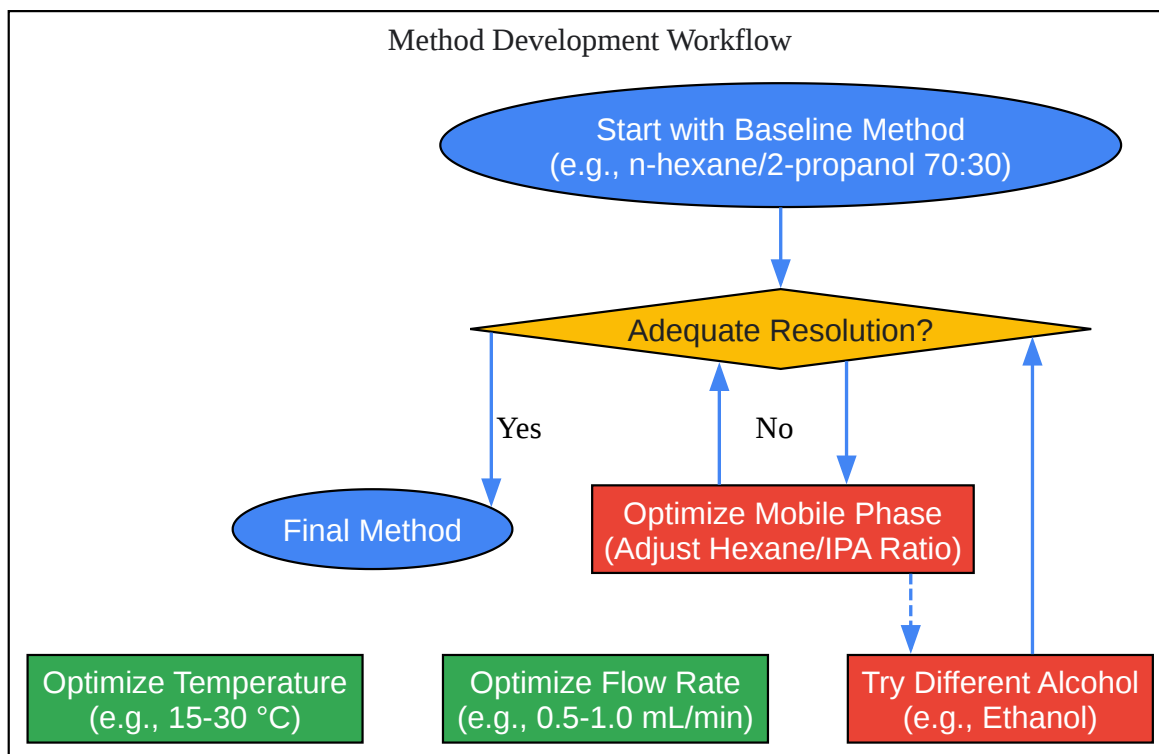 Method Development Workflow
Start with Baseline Method
(e.g., n-hexane/2-propanol 70:30)
Adequate Resolution?
Yes
No
Final Method
Optimize Mobile Phase
(Adjust Hexane/IPA Ratio)
Optimize Temperature
(e.g., 15-30 °C)
Optimize Flow Rate
(e.g., 0.5-1.0 mL/min)
Try Different Alcohol
(e.g., Ethanol)